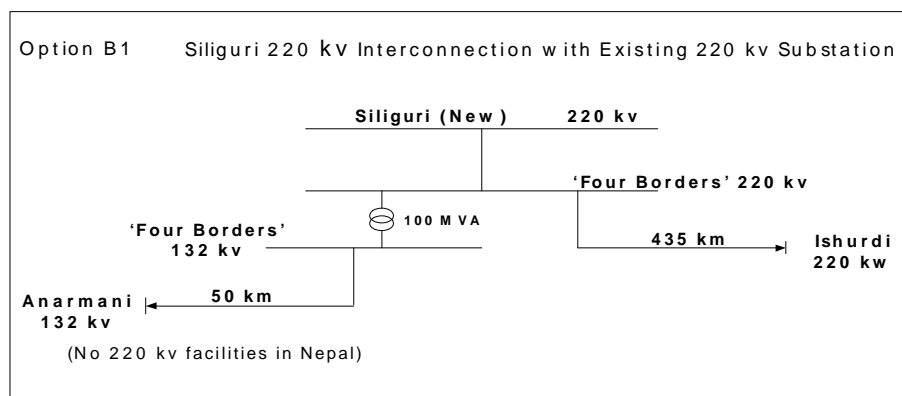 Option B1 Siliguri 220 kv Interconnection with Existing 220 kv Substation
Siliguri (New) 220 kv
'Four Borders' 220 kv
100 MVA
'Four Borders'
132 kv
435 km
Ishurdi
220 kw
Anarmani
132 kv
50 km
(No 220 kv facilities in Nepal)